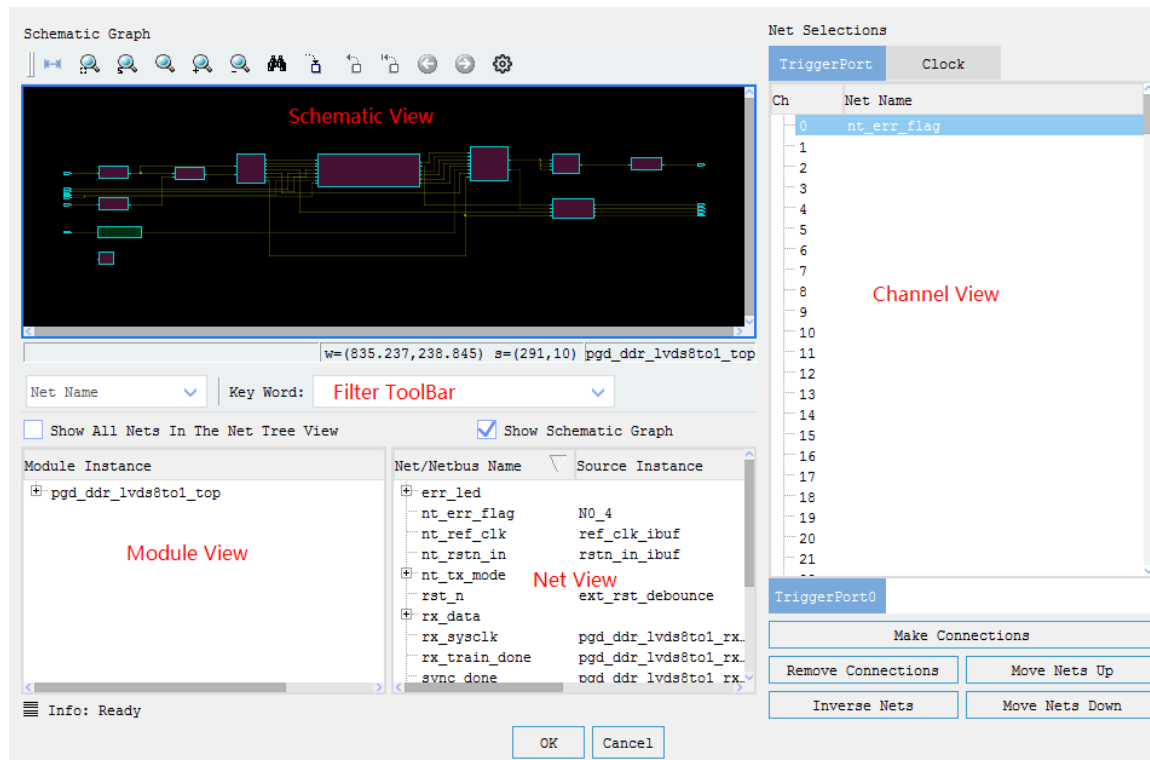 Schematic Graph
Schematic View
w=(835.237,238.845) s=(291,10) pgd_ddr_lvds8to1_top
Net Name Key Word: Filter ToolBar
Show All Nets In The Net Tree View Show Schematic Graph
Module Instance
pgd_ddr_lvds8to1_top
Module View
Net/Netbus Name Source Instance
err_led
nt_err_flag N0_4
nt_ref_clk ref_clk_ibuf
nt_rstn_in rstn_in_ibuf
nt_tx_mode
Net View
rst_n ext_rst_debounce
rx_data
rx_sysclk pgd_ddr_lvds8to1_rx…
rx_train_done pgd_ddr_lvds8to1_rx…
sync_done pgd_ddr_lvds8to1_rx…
Info: Ready
OK Cancel
Net Selections
TriggerPort Clock
Ch Net Name
0 nt_err_flag
1
2
3
4
5
6
7
8
Channel View
9
10
11
12
13
14
15
16
17
18
19
20
21
TriggerPort0
Make Connections
Remove Connections Move Nets Up
Inverse Nets Move Nets Down